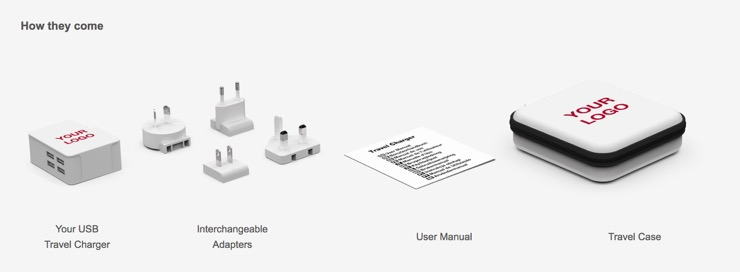 How they come
YOUR
LOGO
Travel Charger
YOUR
LOGO
Your USB
Travel Charger
Interchangeable
Adapters
User Manual
Travel Case